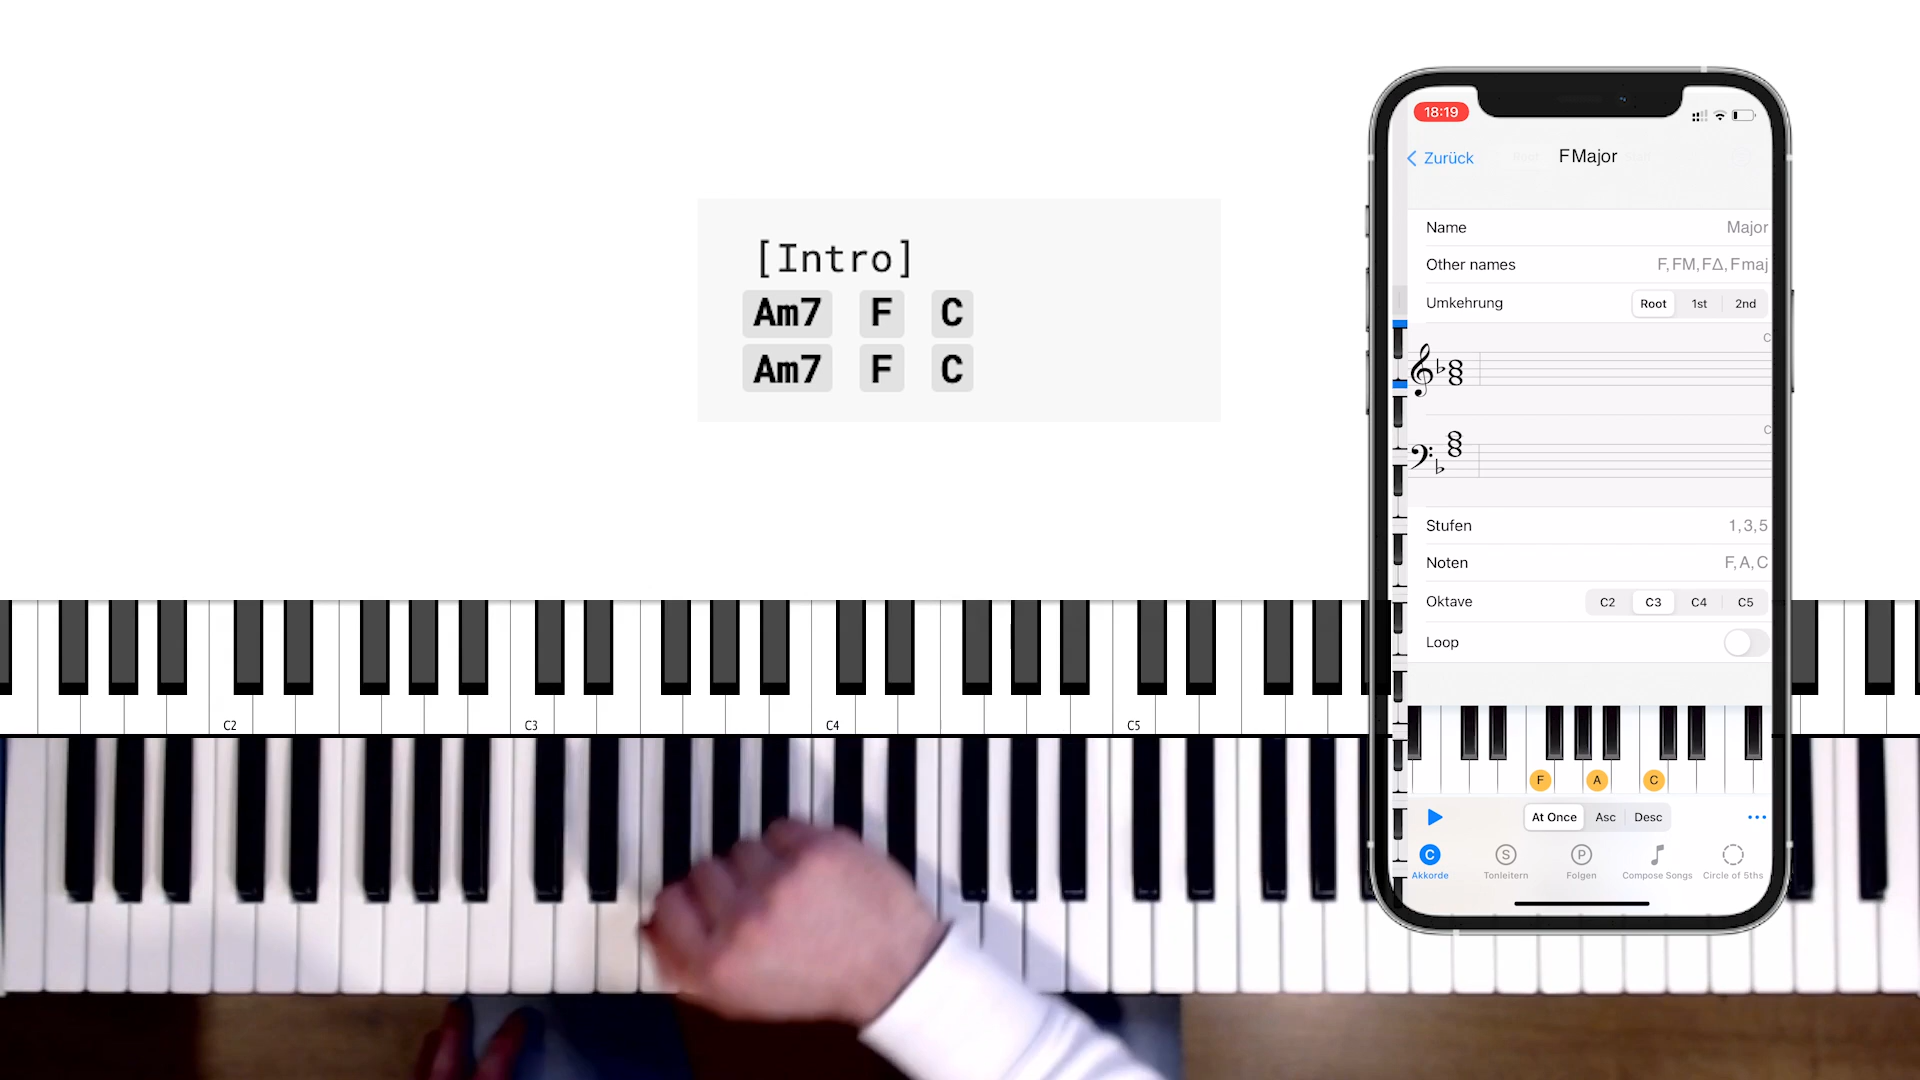 [Intro]
Am7 F C
Am7 F C
18:19
Zurück
F Major
Name Major
Other names F, FM, FΔ, F maj
Umkehrung Root 1st 2nd
C
C
Stufen 1, 3, 5
Noten F, A, C
Oktave C2 C3 C4 C5
Loop
F A C
At Once Asc Desc
C S P
Akkorde Tonleitern Folgen Compose Songs Circle of 5ths
C2 C3 C4 C5